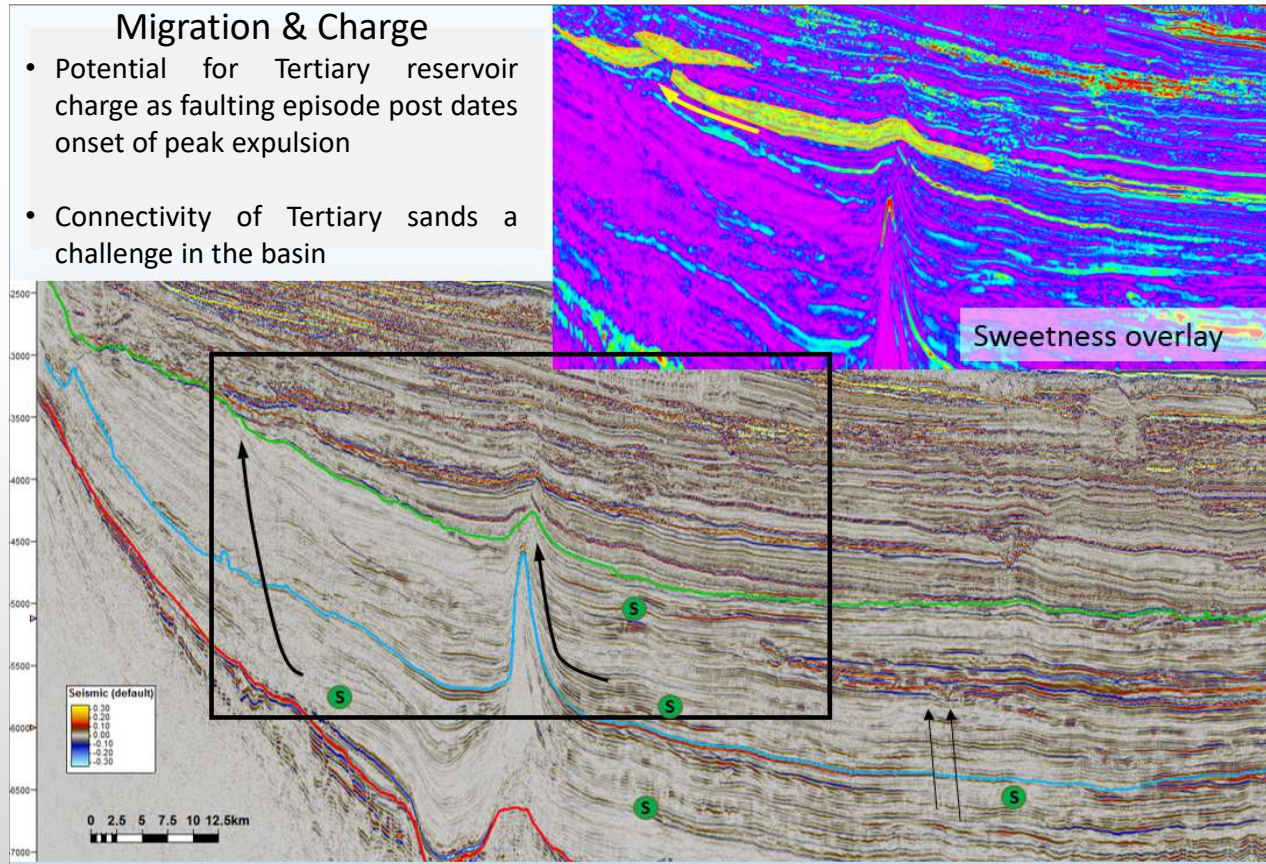 Migration & Charge
• Potential for Tertiary reservoir
charge as faulting episode post dates
onset of peak expulsion
• Connectivity of Tertiary sands a
challenge in the basin
Sweetness overlay
2500
3000
3500
4000
4500
5000
5500
6000
6500
7000
S
S
S
S
S
Seismic (default)
0.30
0.20
0.10
0.00
-0.10
-0.20
-0.30
0 2.5 5 7.5 10 12.5km